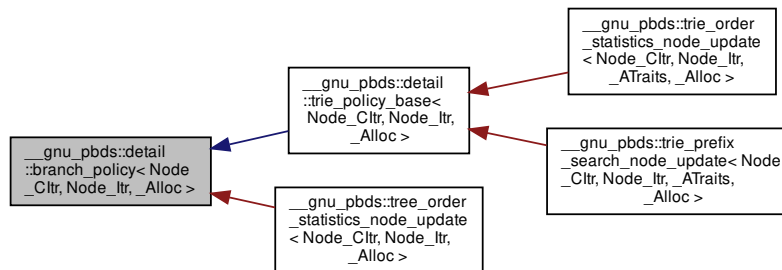 __gnu_pbds::detail
::branch_policy< Node
_CItr, Node_Itr, _Alloc >
__gnu_pbds::detail
::trie_policy_base<
Node_CItr, Node_Itr,
_Alloc >
__gnu_pbds::tree_order
_statistics_node_update
< Node_CItr, Node_Itr,
_Alloc >
__gnu_pbds::trie_order
_statistics_node_update
< Node_CItr, Node_Itr,
_ATraits, _Alloc >
__gnu_pbds::trie_prefix
_search_node_update< Node
_CItr, Node_Itr, _ATraits,
_Alloc >